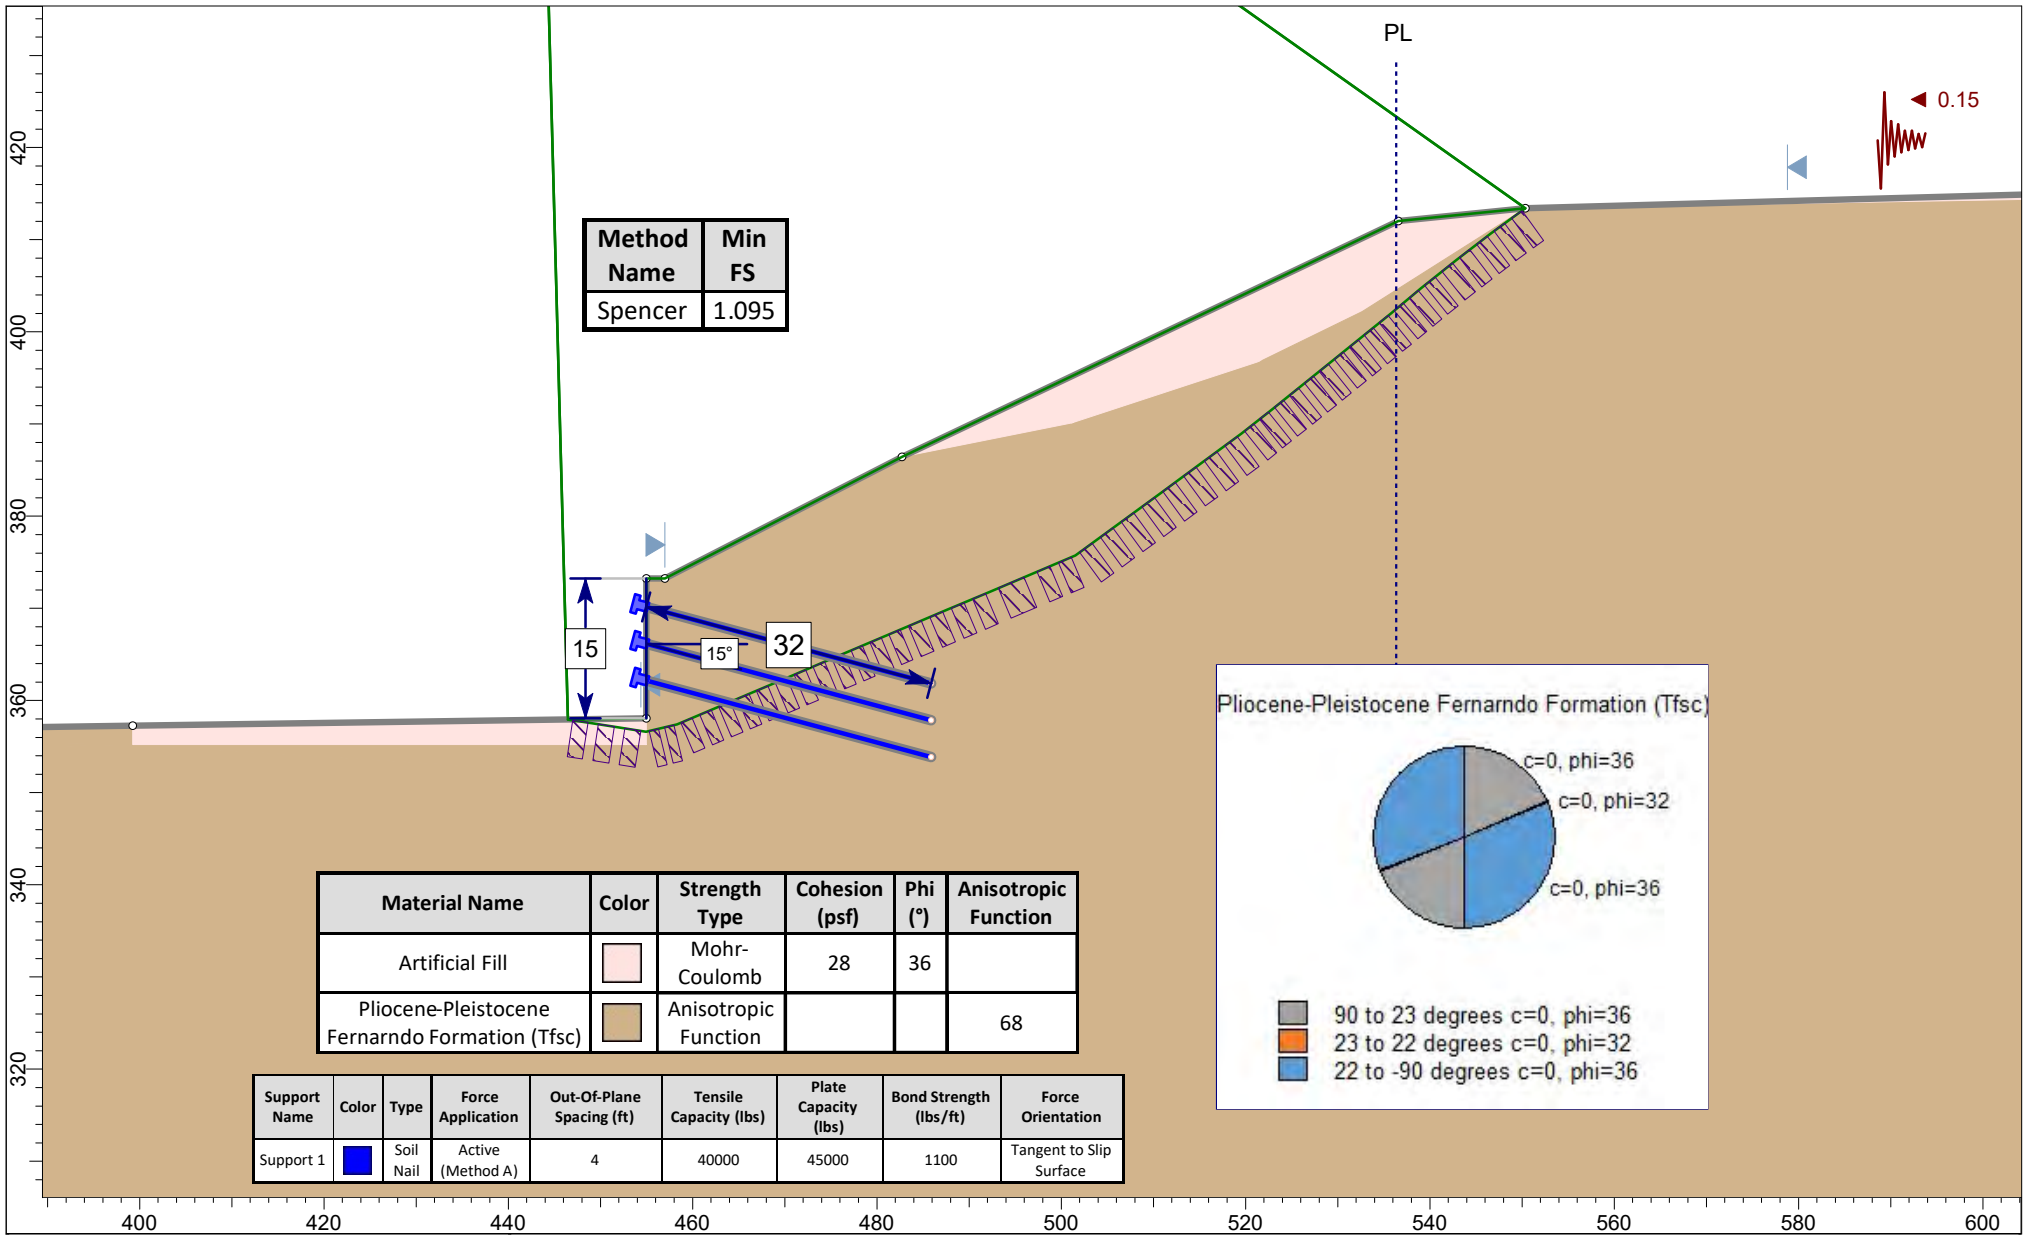 PL
0.15
420
400
380
360
340
320
Method Name Min FS
Spencer 1.095
15
15°
32
Pliocene-Pleistocene Fernarndo Formation (Tfsc)
c=0, phi=36
c=0, phi=32
c=0, phi=36
90 to 23 degrees c=0, phi=36
23 to 22 degrees c=0, phi=32
22 to -90 degrees c=0, phi=36
Material Name Color Strength Type Cohesion (psf) Phi (°) Anisotropic Function
Artificial Fill Mohr-Coulomb 28 36
Pliocene-Pleistocene Fernarndo Formation (Tfsc) Anisotropic Function 68
Support Name Color Type Force Application Out-Of-Plane Spacing (ft) Tensile Capacity (lbs) Plate Capacity (lbs) Bond Strength (lbs/ft) Force Orientation
Support 1 Soil Nail Active (Method A) 4 40000 45000 1100 Tangent to Slip Surface
400 420 440 460 480 500 520 540 560 580 600